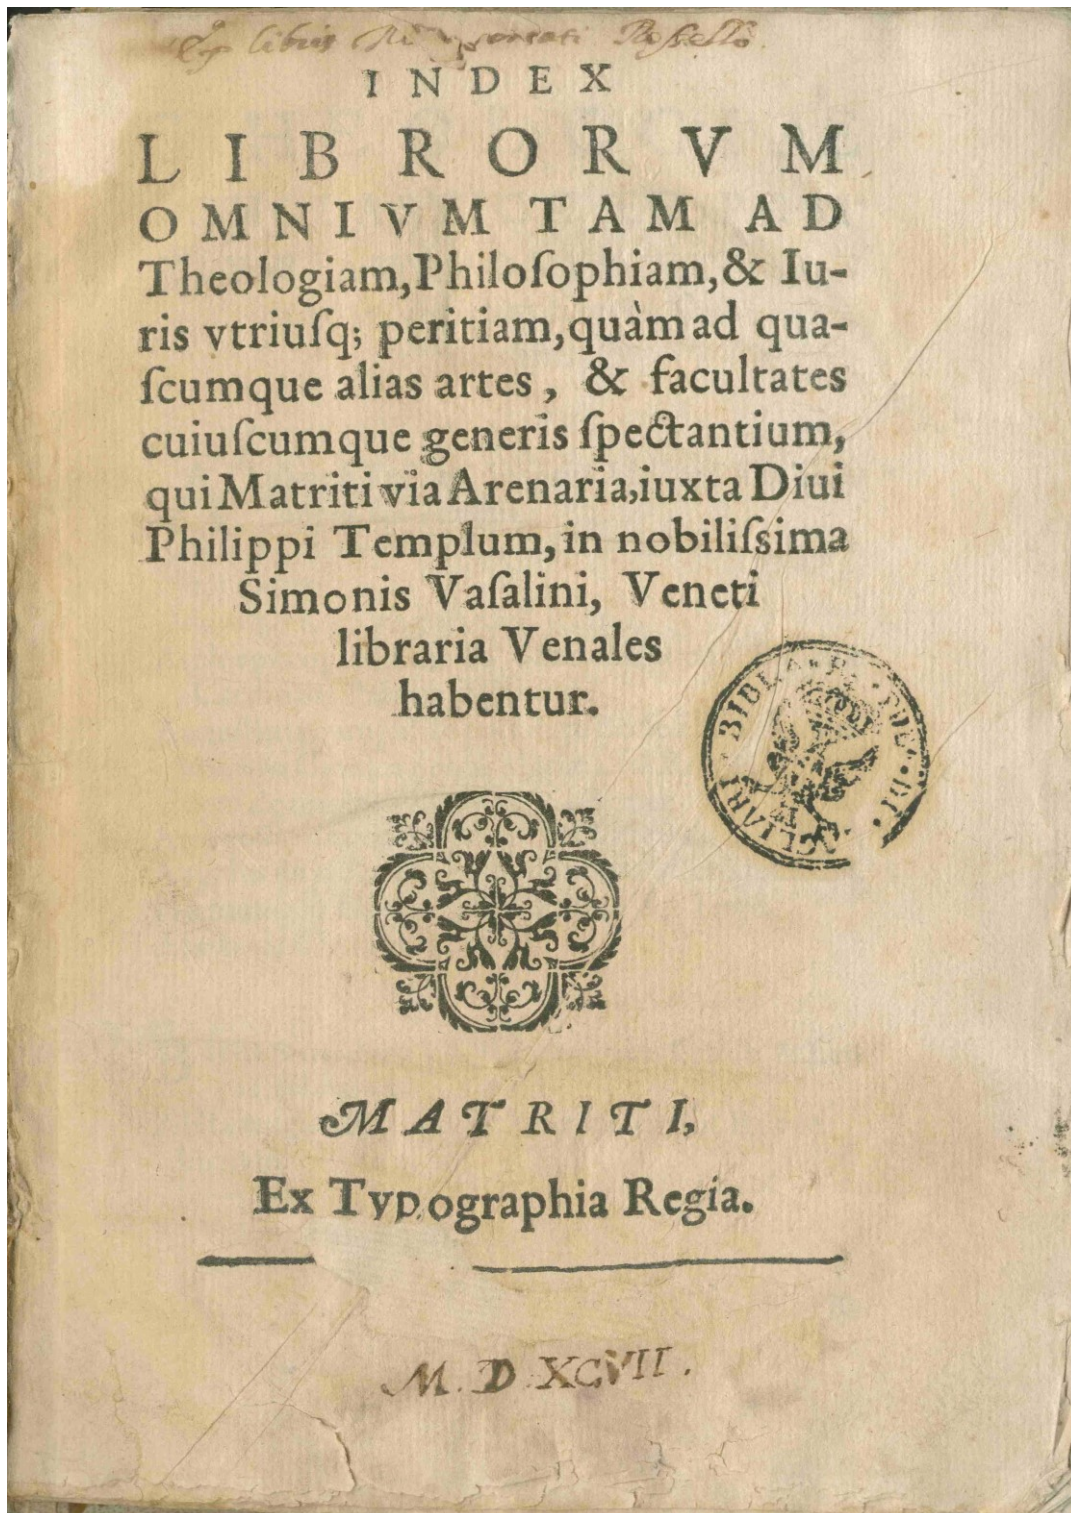 Ex libris
INDEX
LIBRORVM
OMNIVM TAM AD
Theologiam, Philoſophiam, & Iu-
ris vtriuſq; peritiam, quàm ad qua-
ſcumque alias artes, & facultates
cuiuſcumque generis ſpectantium,
qui Matriti via Arenaria, iuxta Diui
Philippi Templum, in nobiliſsima
Simonis Vaſalini, Veneti
libraria Venales
habentur.
MATRITI,
Ex Typographia Regia.
M. D. XCVII.